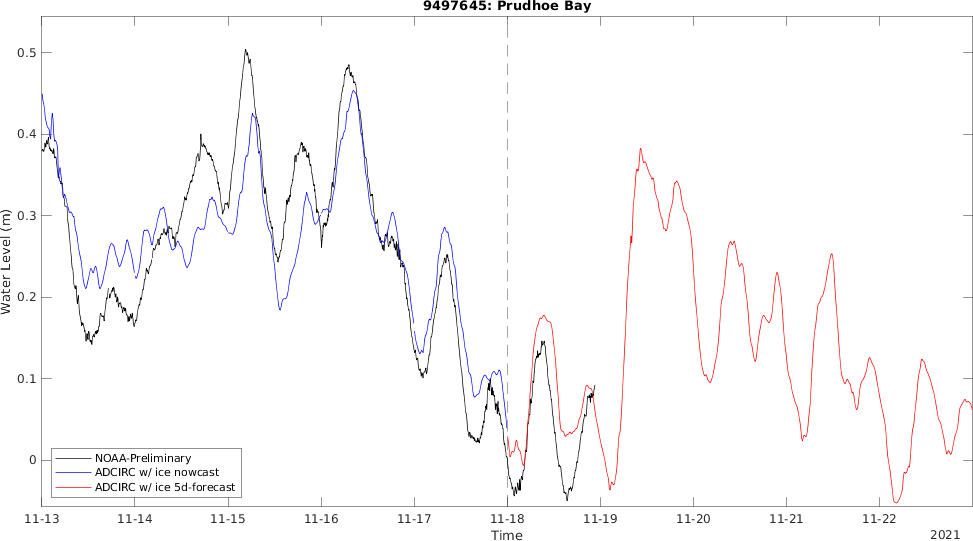 9497645: Prudhoe Bay
Water Level (m)
0.5
0.4
0.3
0.2
0.1
0
NOAA-Preliminary
ADCIRC w/ ice nowcast
ADCIRC w/ ice 5d-forecast
11-13 11-14 11-15 11-16 11-17 11-18 11-19 11-20 11-21 11-22
Time
2021